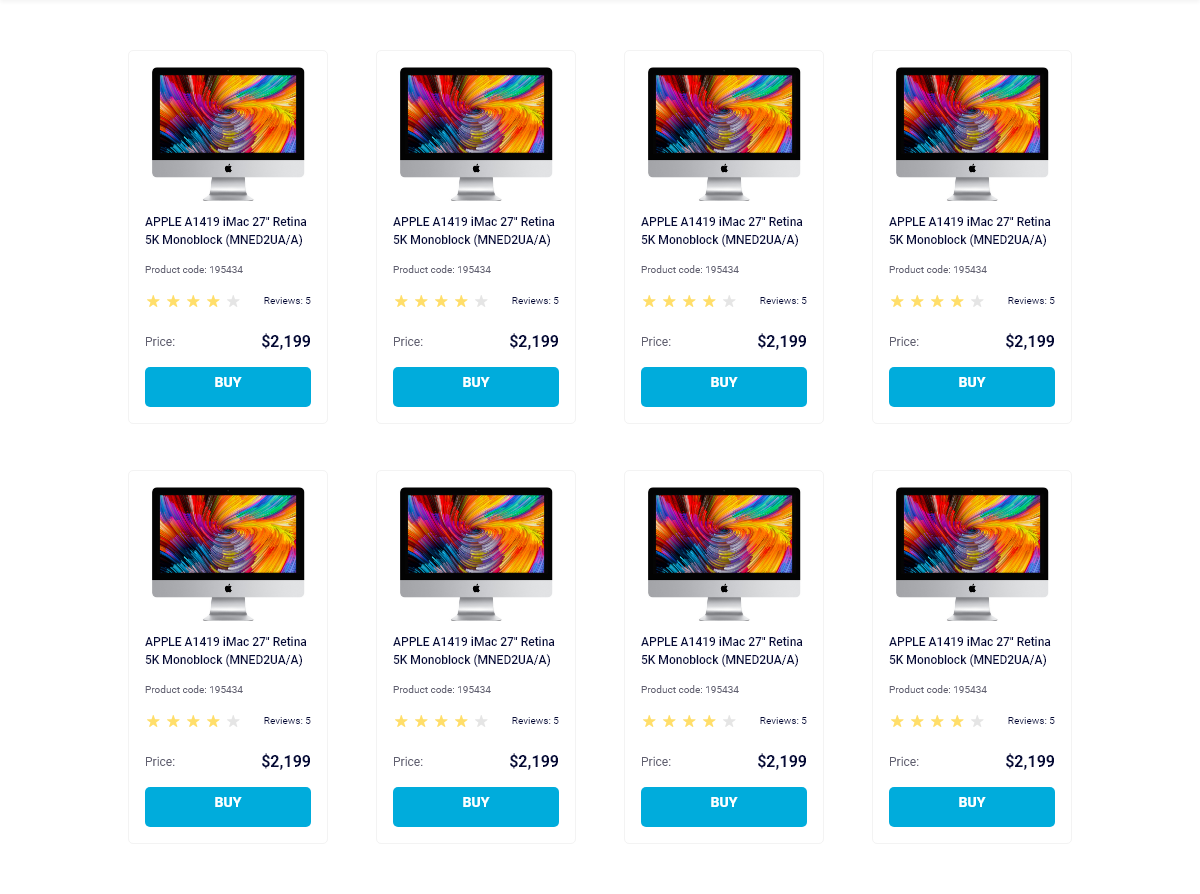 APPLE A1419 iMac 27" Retina
5K Monoblock (MNED2UA/A)
Product code: 195434
Reviews: 5
Price: $2,199
BUY
APPLE A1419 iMac 27" Retina
5K Monoblock (MNED2UA/A)
Product code: 195434
Reviews: 5
Price: $2,199
BUY
APPLE A1419 iMac 27" Retina
5K Monoblock (MNED2UA/A)
Product code: 195434
Reviews: 5
Price: $2,199
BUY
APPLE A1419 iMac 27" Retina
5K Monoblock (MNED2UA/A)
Product code: 195434
Reviews: 5
Price: $2,199
BUY
APPLE A1419 iMac 27" Retina
5K Monoblock (MNED2UA/A)
Product code: 195434
Reviews: 5
Price: $2,199
BUY
APPLE A1419 iMac 27" Retina
5K Monoblock (MNED2UA/A)
Product code: 195434
Reviews: 5
Price: $2,199
BUY
APPLE A1419 iMac 27" Retina
5K Monoblock (MNED2UA/A)
Product code: 195434
Reviews: 5
Price: $2,199
BUY
APPLE A1419 iMac 27" Retina
5K Monoblock (MNED2UA/A)
Product code: 195434
Reviews: 5
Price: $2,199
BUY